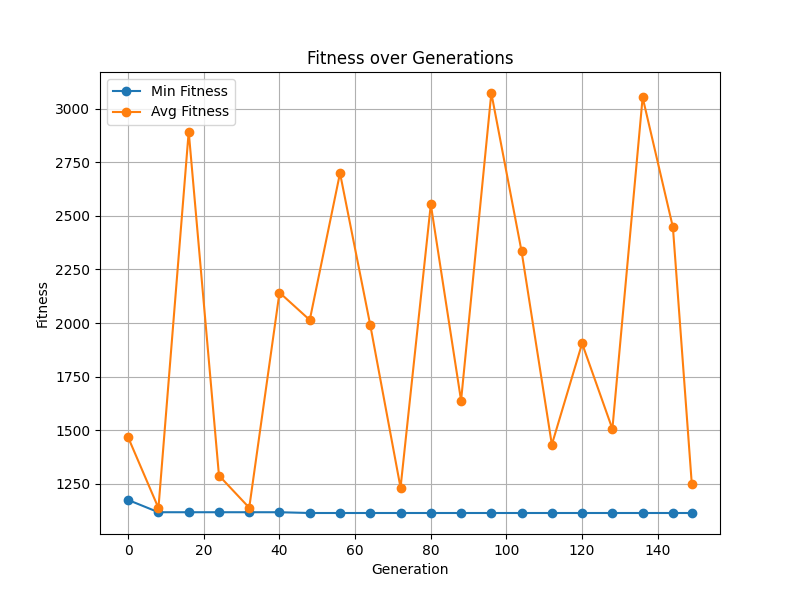 Fitness over Generations
Min Fitness
Avg Fitness
Fitness
3000
2750
2500
2250
2000
1750
1500
1250
0 20 40 60 80 100 120 140
Generation